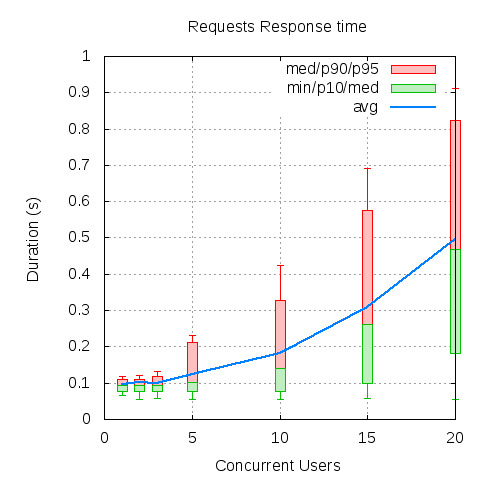 Requests Response time
med/p90/p95
min/p10/med
avg
1
0.9
0.8
0.7
0.6
0.5
0.4
0.3
0.2
0.1
0
Duration (s)
0 5 10 15 20
Concurrent Users